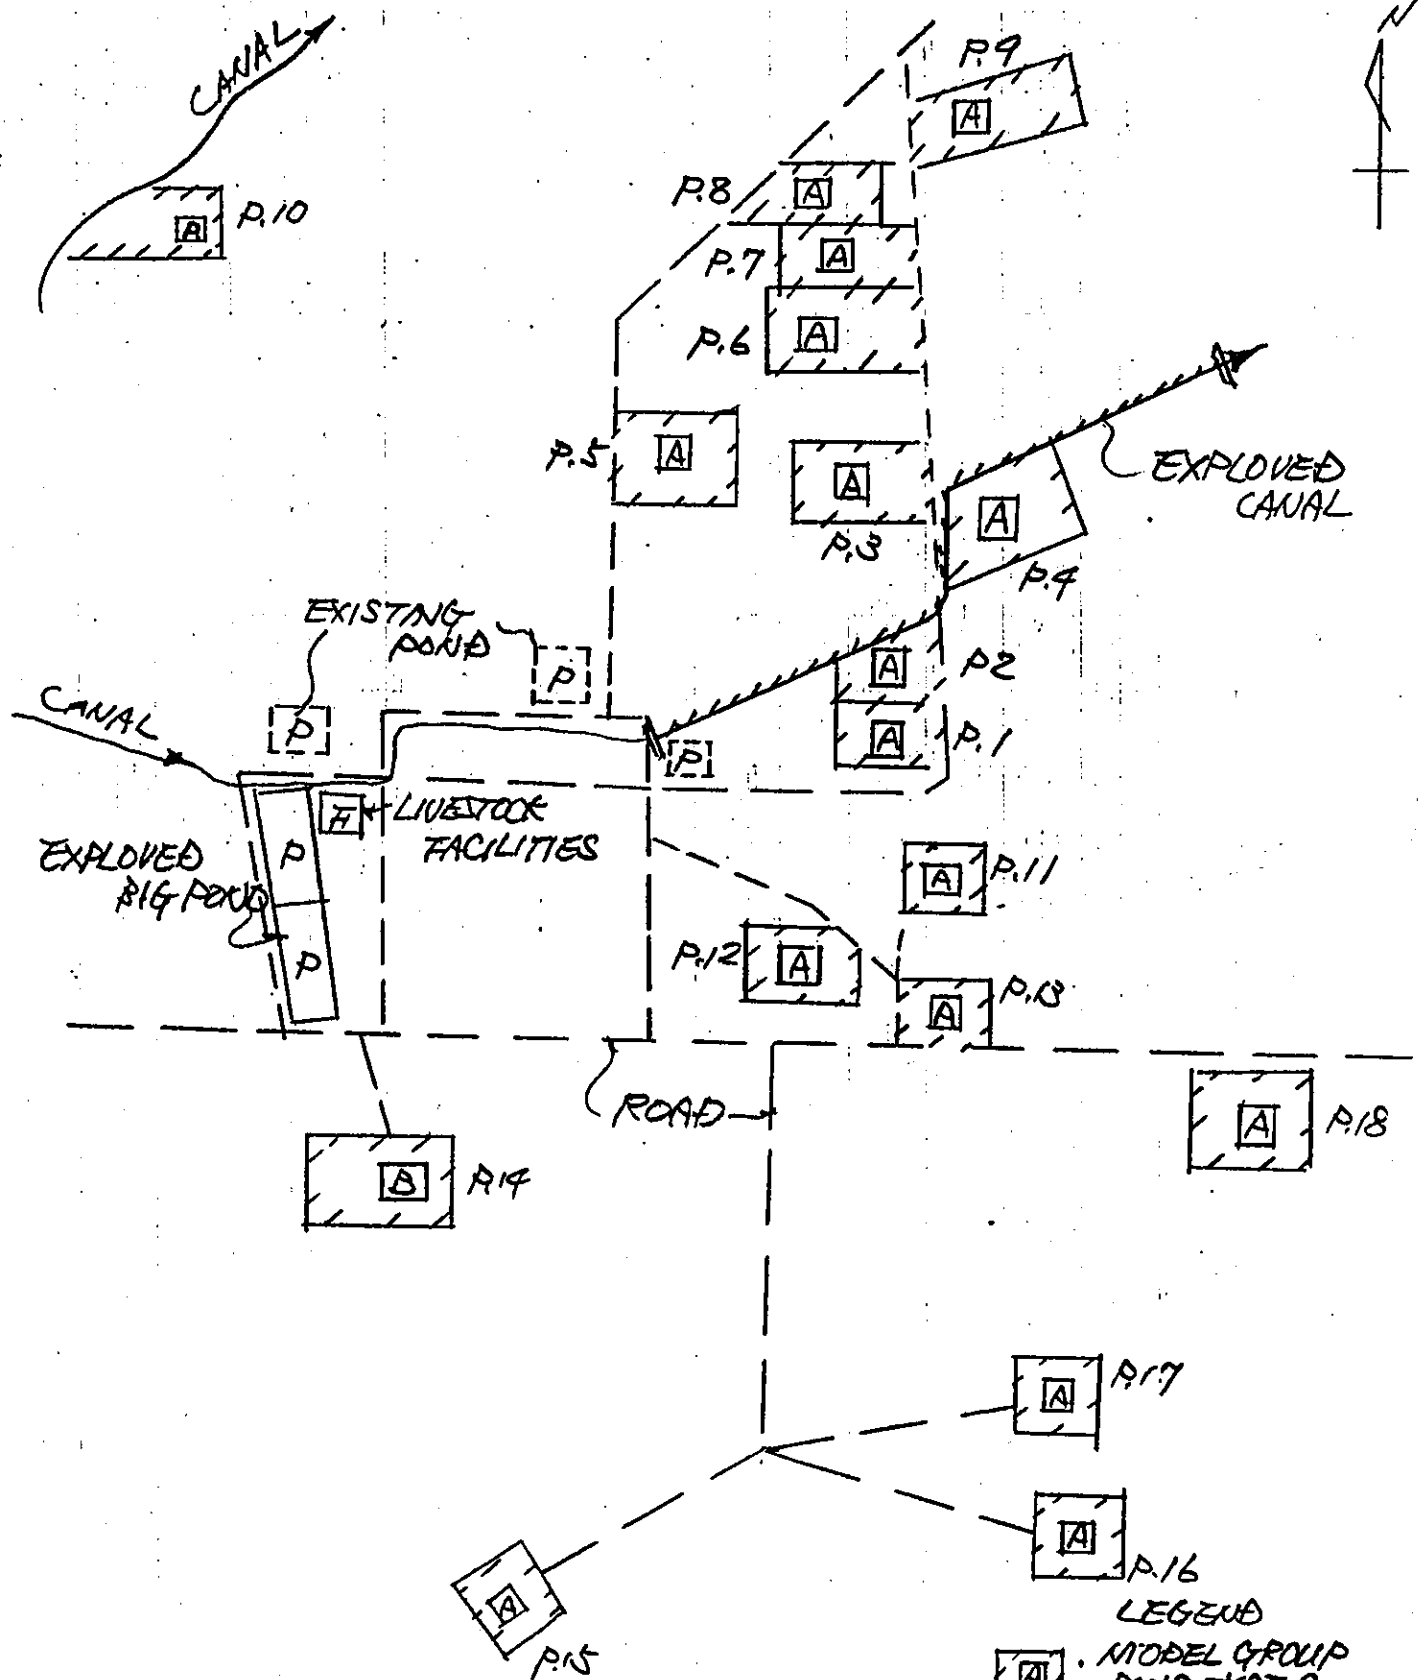 N
CANAL
P.9
A
P.8
A
P.10
B
P.7
A
P.6
A
P.5
A
A
P.3
EXPLOVED
CANAL
A
P.4
EXISTING
POND
P
P
CANAL
A
P2
A
P.1
P
F
LIVESTOCK
FACILITIES
EXPLOVED
BIG POND
P
P
A
P.11
P.12
A
A
P.13
ROAD
A
P.18
B
P.14
A
P.17
A
P.16
A
P.15
LEGEND
A . MODEL GROUP